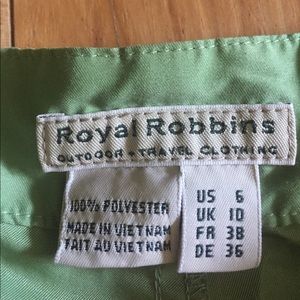 Royal Robbins
OUTDOOR + TRAVEL CLOTHING
100% POLYESTER
MADE IN VIETNAM
FAIT AU VIETNAM
US 6
UK 10
FR 38
DE 36